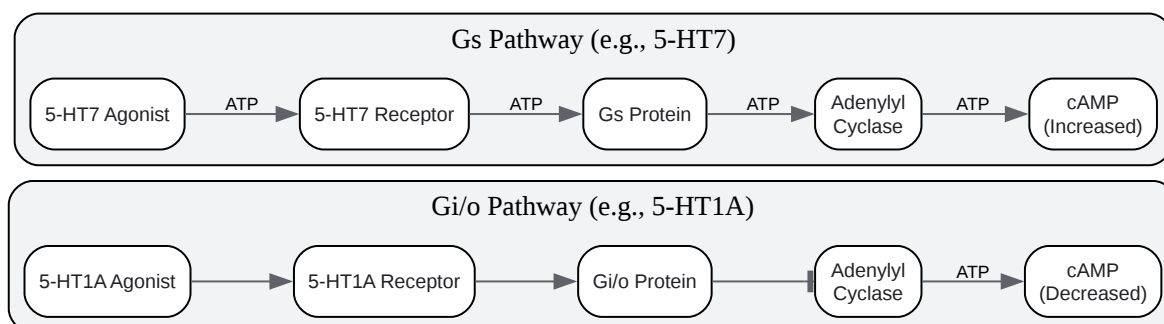 Gs Pathway (e.g., 5-HT7)
5-HT7 Agonist
ATP
5-HT7 Receptor
ATP
Gs Protein
ATP
Adenylyl
Cyclase
ATP
cAMP
(Increased)
Gi/o Pathway (e.g., 5-HT1A)
5-HT1A Agonist
5-HT1A Receptor
Gi/o Protein
Adenylyl
Cyclase
ATP
cAMP
(Decreased)